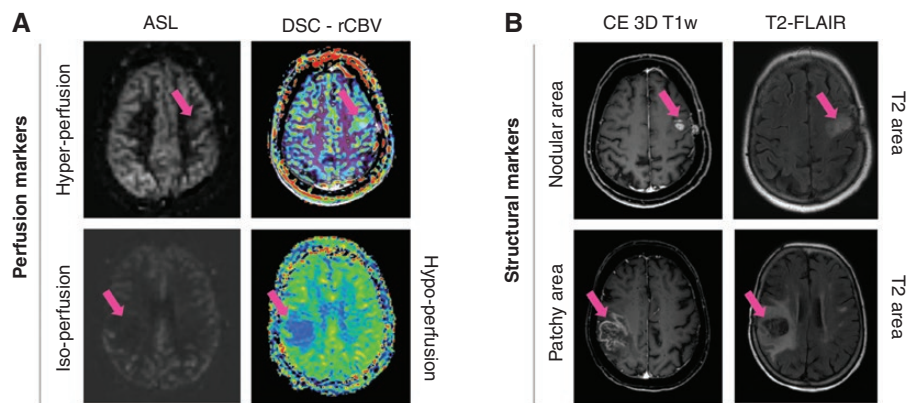 A
ASL
DSC - rCBV
Perfusion markers
Hyper-perfusion
Iso-perfusion
Hypo-perfusion
B
CE 3D T1w
T2-FLAIR
Structural markers
Nodular area
T2 area
Patchy area
T2 area